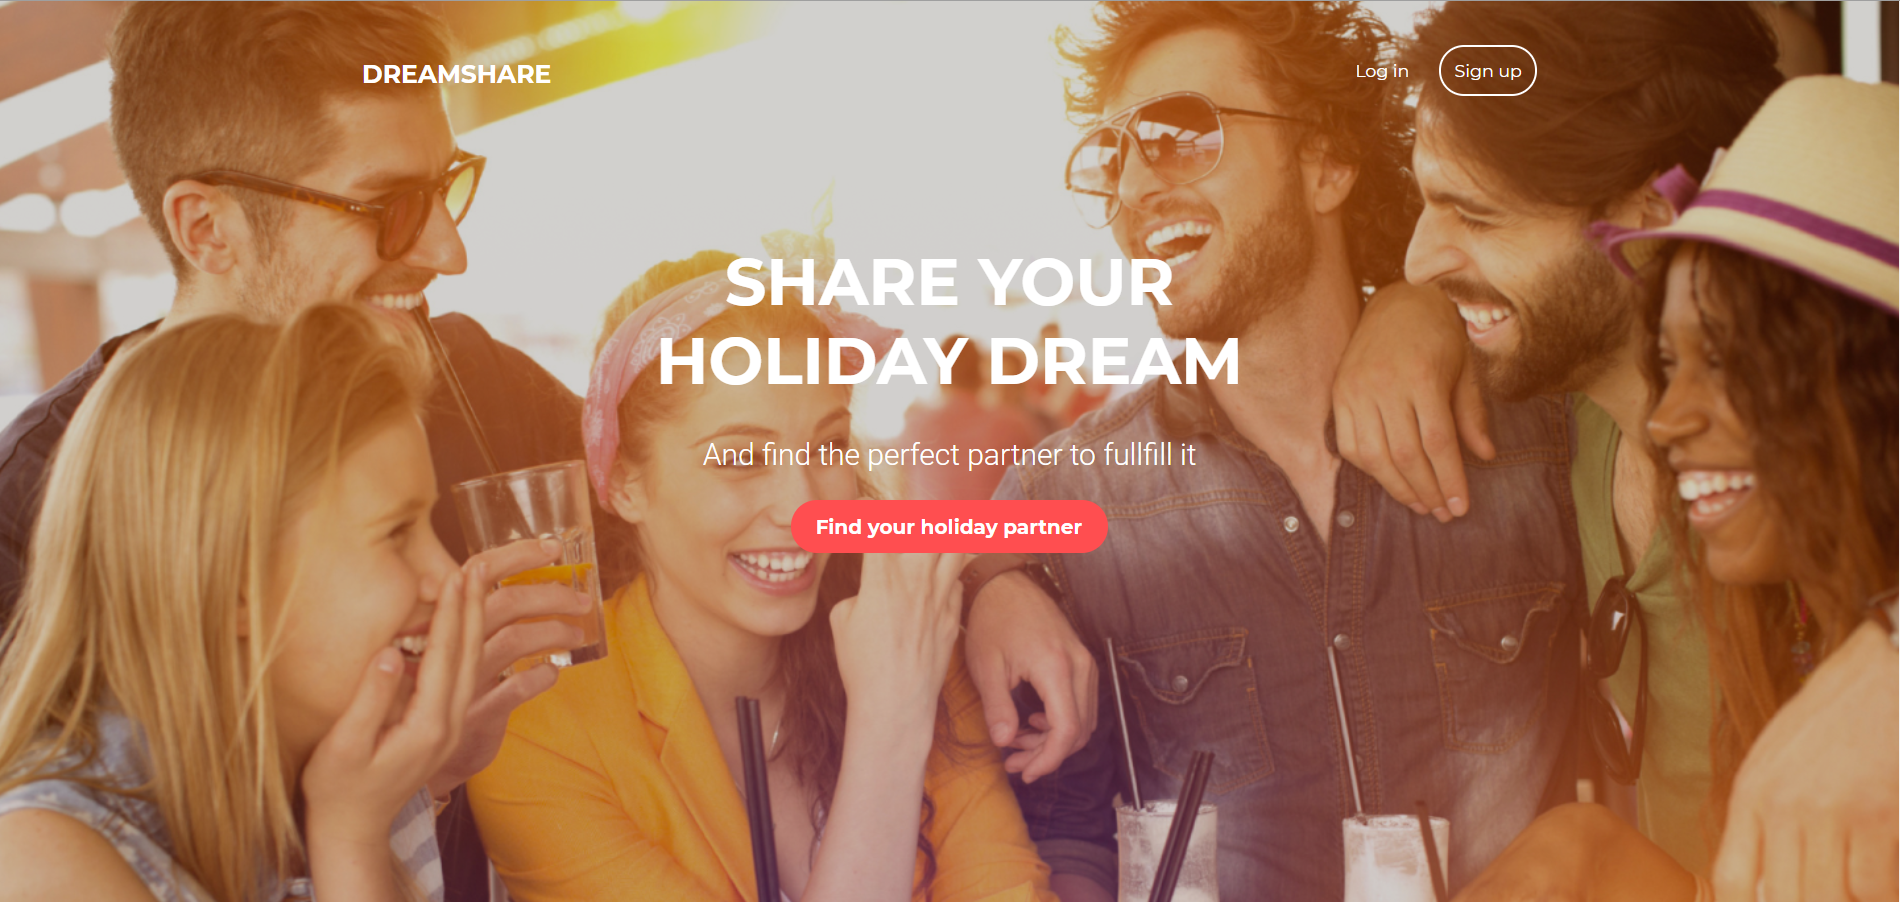 DREAMSHARE
Log in
Sign up
SHARE YOUR
HOLIDAY DREAM
And find the perfect partner to fullfill it
Find your holiday partner